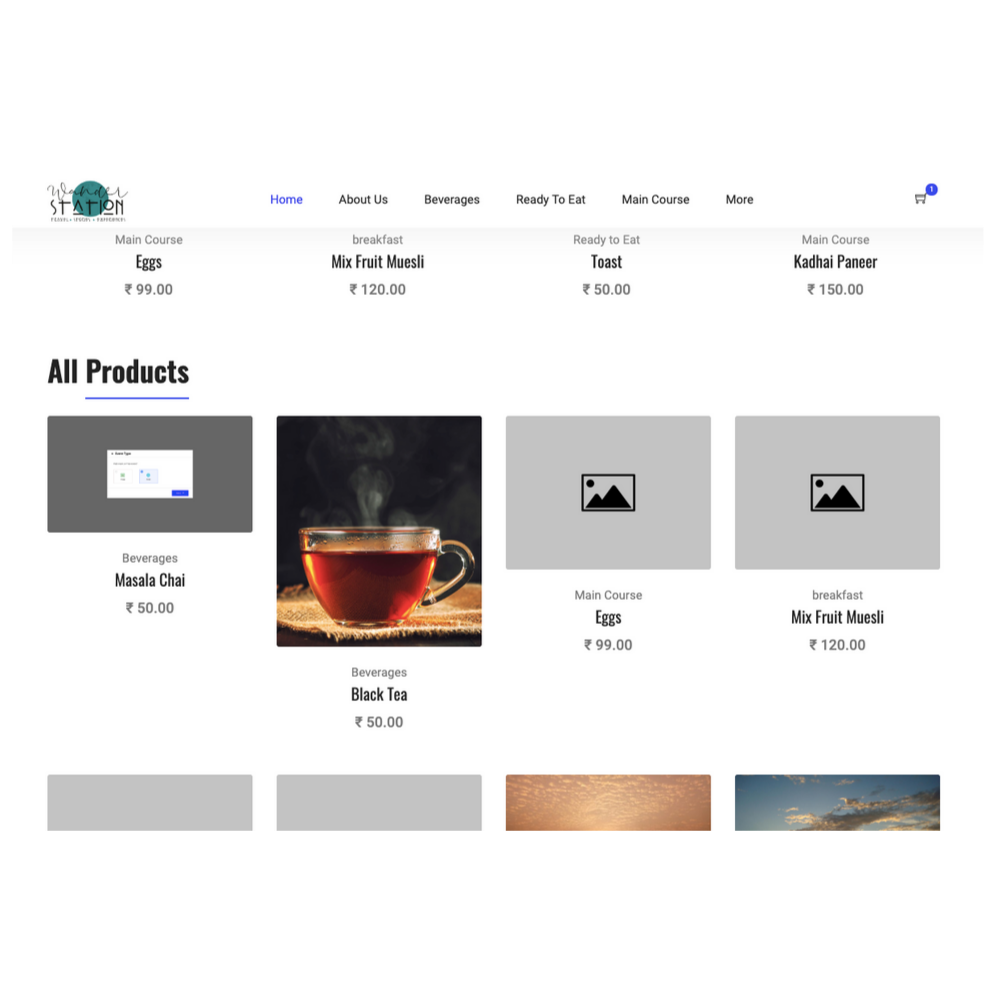 Wander
STATION
Home About Us Beverages Ready To Eat Main Course More 1
Main Course breakfast Ready to Eat Main Course
Eggs Mix Fruit Muesli Toast Kadhai Paneer
₹ 99.00 ₹ 120.00 ₹ 50.00 ₹ 150.00
All Products
Beverages
Masala Chai
₹ 50.00
Beverages
Black Tea
₹ 50.00
Main Course
Eggs
₹ 99.00
breakfast
Mix Fruit Muesli
₹ 120.00